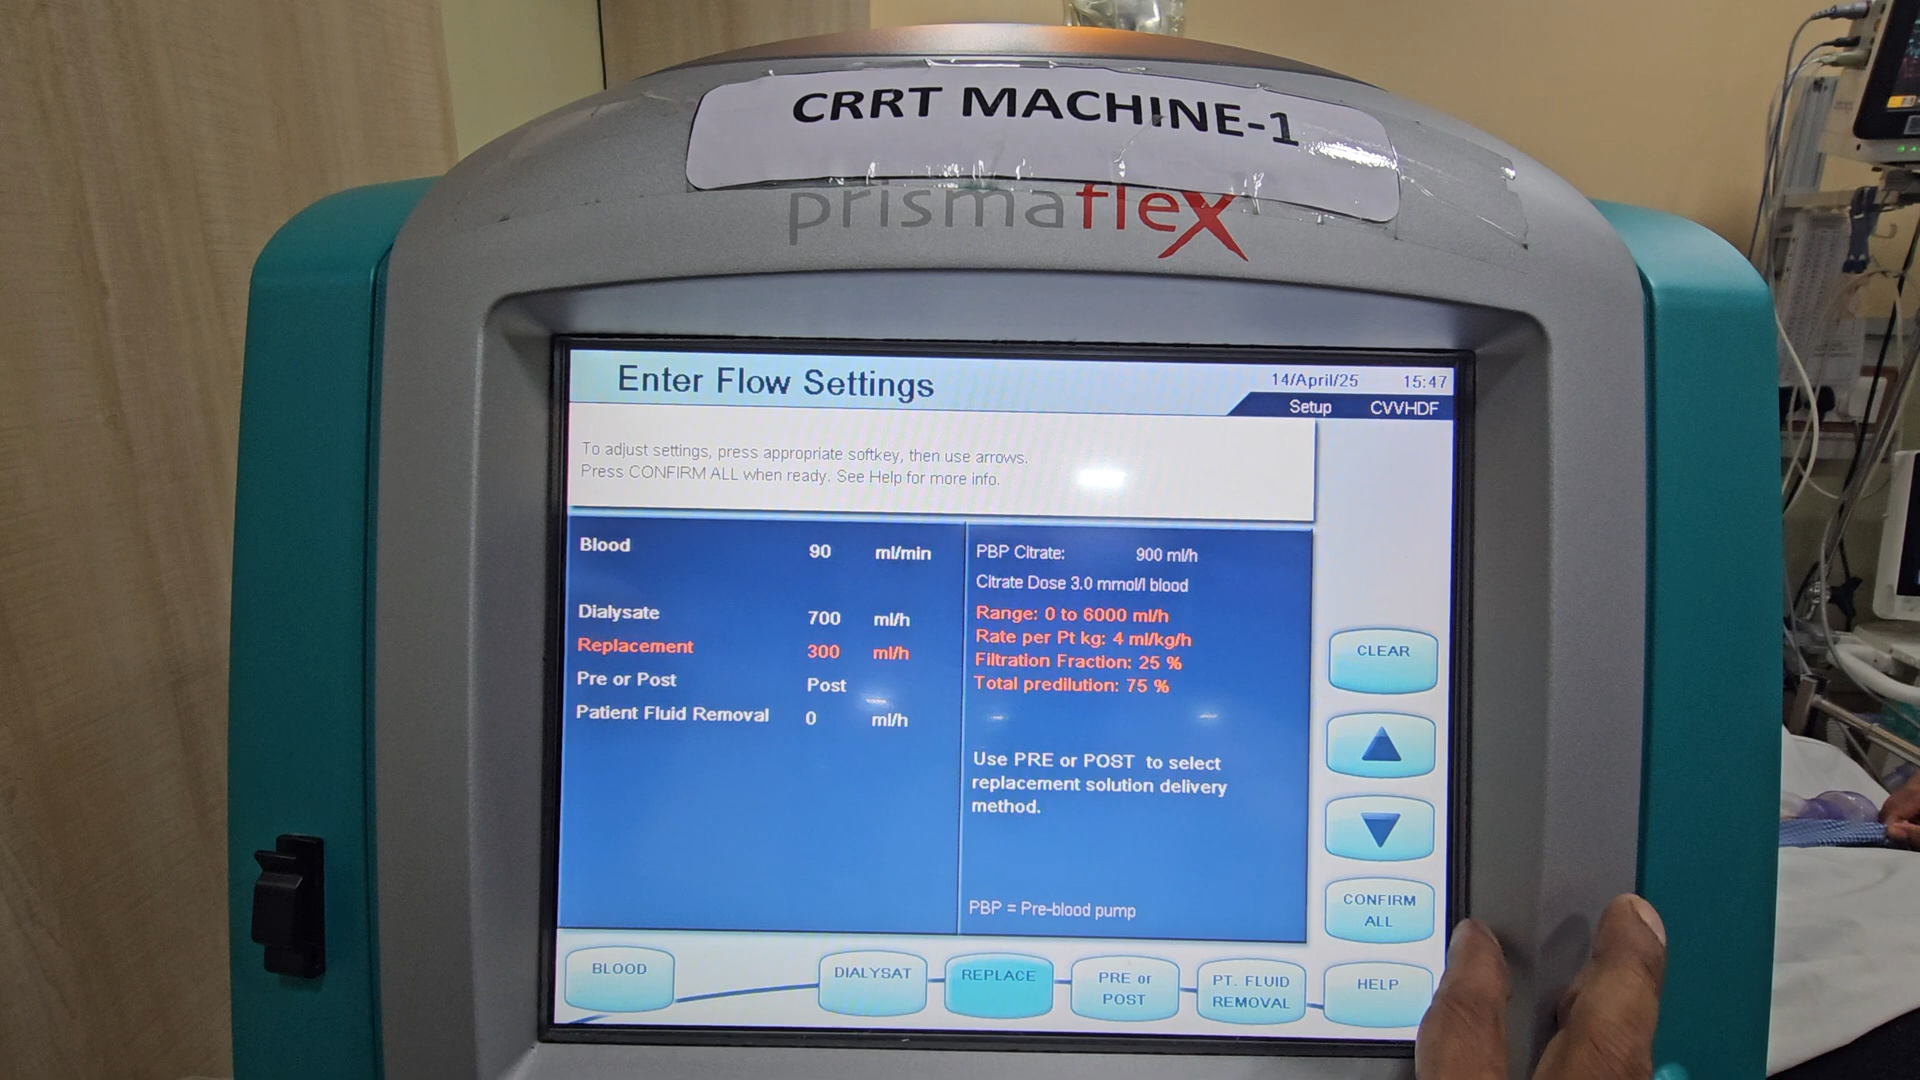 CRRT MACHINE-1
prismaflex
Enter Flow Settings
14/April/25 15:47
Setup CVVHDF
To adjust settings, press appropriate softkey, then use arrows.
Press CONFIRM ALL when ready. See Help for more info.
Blood 90 ml/min
Dialysate 700 ml/h
Replacement 300 ml/h
Pre or Post Post
Patient Fluid Removal 0 ml/h
PBP Citrate: 900 ml/h
Citrate Dose 3.0 mmol/l blood
Range: 0 to 6000 ml/h
Rate per Pt kg: 4 ml/kg/h
Filtration Fraction: 25 %
Total predilution: 75 %
Use PRE or POST to select
replacement solution delivery
method.
PBP = Pre-blood pump
CLEAR
CONFIRM
ALL
BLOOD
DIALYSAT
REPLACE
PRE or
POST
PT. FLUID
REMOVAL
HELP